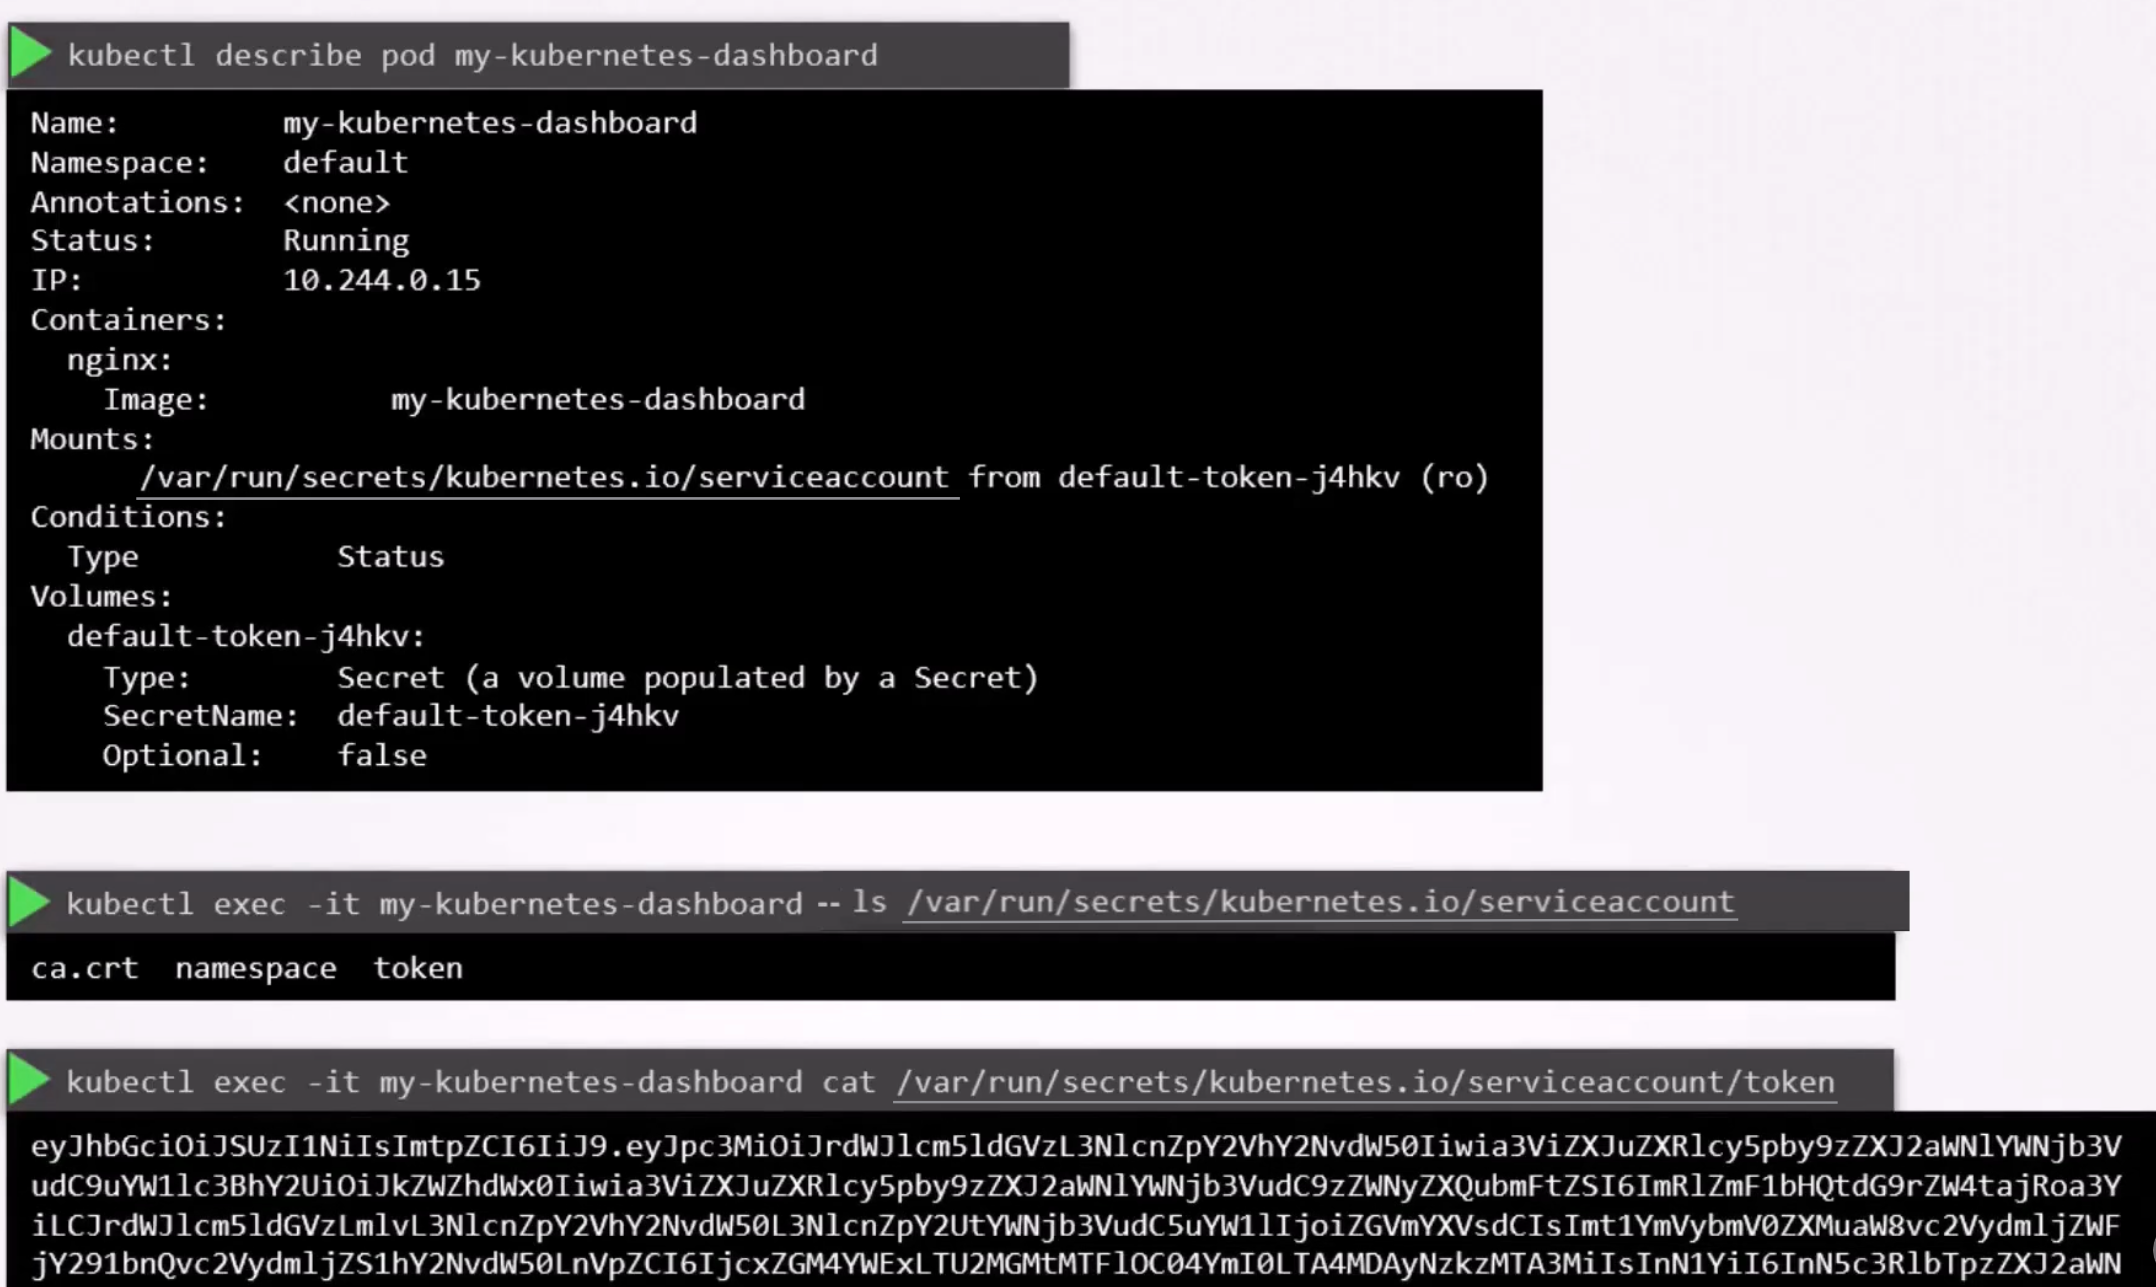 kubectl describe pod my-kubernetes-dashboard
Name: my-kubernetes-dashboard
Namespace: default
Annotations: <none>
Status: Running
IP: 10.244.0.15
Containers:
nginx:
Image: my-kubernetes-dashboard
Mounts:
/var/run/secrets/kubernetes.io/serviceaccount from default-token-j4hkv (ro)
Conditions:
Type Status
Volumes:
default-token-j4hkv:
Type: Secret (a volume populated by a Secret)
SecretName: default-token-j4hkv
Optional: false
kubectl exec -it my-kubernetes-dashboard -- ls /var/run/secrets/kubernetes.io/serviceaccount
ca.crt namespace token
kubectl exec -it my-kubernetes-dashboard cat /var/run/secrets/kubernetes.io/serviceaccount/token
eyJhbGciOiJSUzI1NiIsImtpZCI6IiJ9.eyJpc3MiOiJrdWJlcm5ldGVzL3NlcnZpY2VhY2NvdW50Iiwia3ViZXJuZXRlcy5pby9zZXJ2aWNlYWNjb3V
udC9uYW1lc3BhY2UiOiJkZWZhdWx0Iiwia3ViZXJuZXRlcy5pby9zZXJ2aWNlYWNjb3VudC9zZWNyZXQubmFtZSI6ImRlZmF1bHQtdG9rZW4tajRoa3Y
iLCJrdWJlcm5ldGVzLmlvL3NlcnZpY2VhY2NvdW50L3NlcnZpY2UtYWNjb3VudC5uYW1lIjoiZGVmYXVsdCIsImt1YmVybmV0ZXMuaW8vc2VydmljZWF
jY291bnQvc2VydmljZS1hY2NvdW50LnVpZCI6IjcxZGM4YWExLTU2MGMtMTFlOC04YmI0LTA4MDAyNzkzMTA3MiIsInN1YiI6InN5c3RlbTpzZXJ2aWN